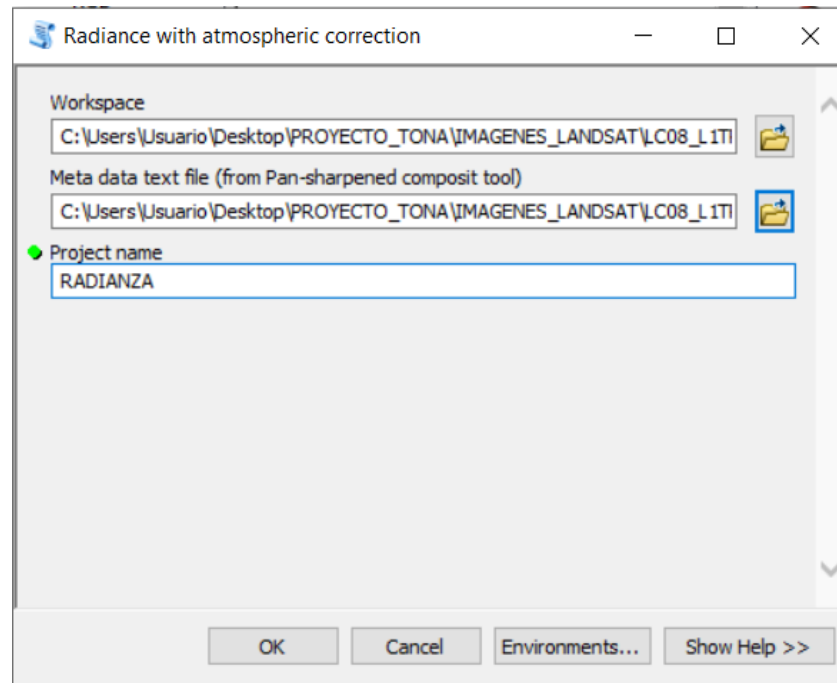 Radiance with atmospheric correction
Workspace
C:\Users\Usuario\Desktop\PROYECTO_TONA\IMAGENES_LANDSAT\LC08_L1TI
Meta data text file (from Pan-sharpened composit tool)
C:\Users\Usuario\Desktop\PROYECTO_TONA\IMAGENES_LANDSAT\LC08_L1TI
Project name
RADIANZA
OK Cancel Environments... Show Help >>